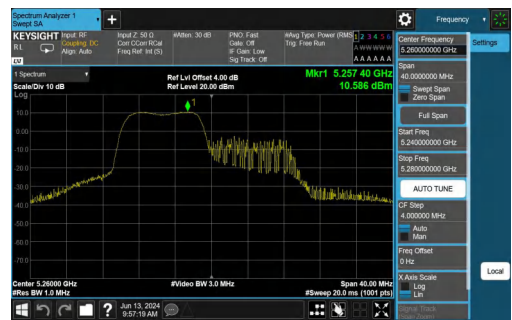 Spectrum Analyzer 1
Swept SA
+
Frequency
KEYSIGHT
RL
Input: RF
Coupling: DC
Align: Auto
Input Z: 50 Ω
Corr CCorr RCal
Freq Ref: Int (S)
#Atten: 30 dB
PNO: Fast
Gate: Off
IF Gain: Low
Sig Track: Off
#Avg Type: Power (RMS
Trig: Free Run
1 2 3 4 5 6
A W W W W W
A A A A A A
LV
1 Spectrum
Scale/Div 10 dB
Ref Lvl Offset 4.00 dB
Ref Level 20.00 dBm
Mkr1 5.257 40 GHz
10.586 dBm
Log
1
10.0
0.00
-10.0
-20.0
-30.0
-40.0
-50.0
-60.0
-70.0
Center 5.26000 GHz
#Res BW 1.0 MHz
#Video BW 3.0 MHz
Span 40.00 MHz
#Sweep 20.0 ms (1001 pts)
Center Frequency
5.260000000 GHz
Span
40.0000000 MHz
Swept Span
Zero Span
Full Span
Start Freq
5.240000000 GHz
Stop Freq
5.280000000 GHz
AUTO TUNE
CF Step
4.000000 MHz
Auto
Man
Freq Offset
0 Hz
X Axis Scale
Log
Lin
Signal Track
Settings
Local
?
Jun 13, 2024
9:57:19 AM